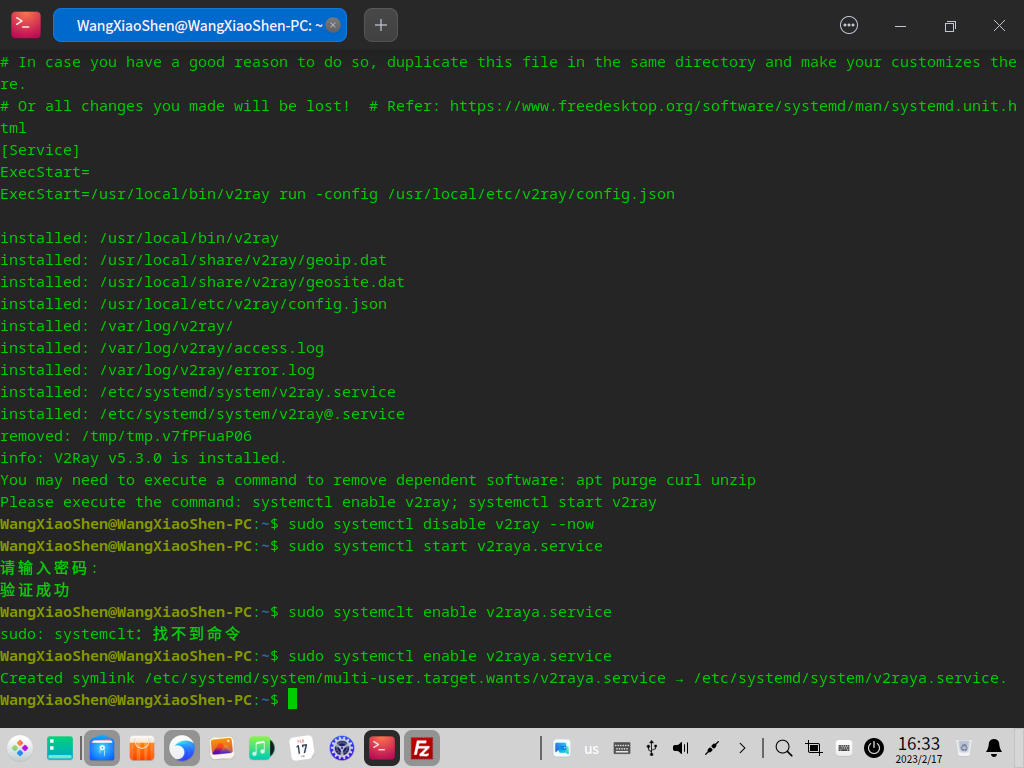 WangXiaoShen@WangXiaoShen-PC: ~
# In case you have a good reason to do so, duplicate this file in the same directory and make your customizes the
re.
# Or all changes you made will be lost!  # Refer: https://www.freedesktop.org/software/systemd/man/systemd.unit.h
tml
[Service]
ExecStart=
ExecStart=/usr/local/bin/v2ray run -config /usr/local/etc/v2ray/config.json
installed: /usr/local/bin/v2ray
installed: /usr/local/share/v2ray/geoip.dat
installed: /usr/local/share/v2ray/geosite.dat
installed: /usr/local/etc/v2ray/config.json
installed: /var/log/v2ray/
installed: /var/log/v2ray/access.log
installed: /var/log/v2ray/error.log
installed: /etc/systemd/system/v2ray.service
installed: /etc/systemd/system/v2ray@.service
removed: /tmp/tmp.v7fPFuaP06
info: V2Ray v5.3.0 is installed.
You may need to execute a command to remove dependent software: apt purge curl unzip
Please execute the command: systemctl enable v2ray; systemctl start v2ray
WangXiaoShen@WangXiaoShen-PC:~$ sudo systemctl disable v2ray --now
WangXiaoShen@WangXiaoShen-PC:~$ sudo systemctl start v2raya.service
请输入密码:
验证成功
WangXiaoShen@WangXiaoShen-PC:~$ sudo systemclt enable v2raya.service
sudo: systemclt：找不到命令
WangXiaoShen@WangXiaoShen-PC:~$ sudo systemctl enable v2raya.service
Created symlink /etc/systemd/system/multi-user.target.wants/v2raya.service → /etc/systemd/system/v2raya.service.
WangXiaoShen@WangXiaoShen-PC:~$
FEB
17
Fz
us
16:33
2023/2/17